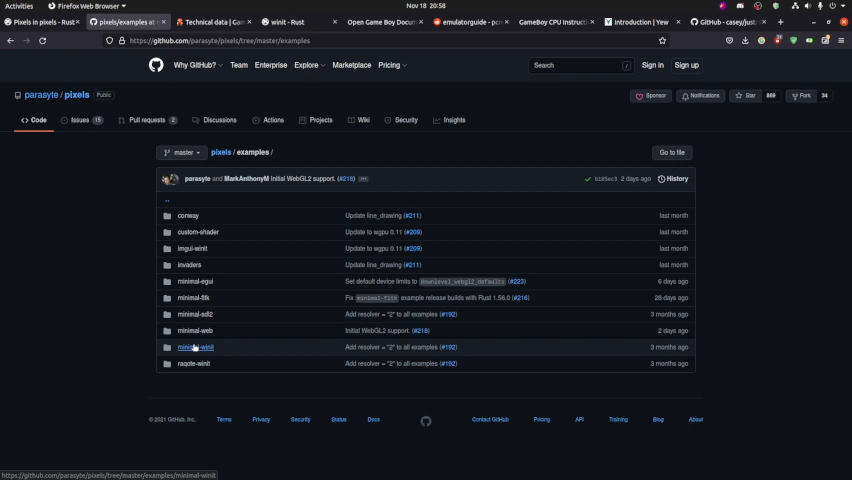 Activities Firefox Web Browser Nov 18 20:58
Pixels in pixels - Rust pixels/examples at Technical data | Gam winit - Rust Open Game Boy Docu r/emulatorguide - pcn GameBoy CPU Instructi Introduction | Yew GitHub - casey/just:
https://github.com/parasyte/pixels/tree/master/examples
Why GitHub? Team Enterprise Explore Marketplace Pricing Search / Sign in Sign up
parasyte / pixels Public Sponsor Notifications Star 869 Fork 34
Code Issues 15 Pull requests 2 Discussions Actions Projects Wiki Security Insights
master pixels / examples / Go to file
parasyte and MarkAnthonyM Initial WebGL2 support. (#218) 2 days ago History
..
conway Update line_drawing (#211) last month
custom-shader Update to wgpu 0.11 (#209) last month
imgui-winit Update to wgpu 0.11 (#209) last month
invaders Update line_drawing (#211) last month
minimal-egui Set default device limits to downlevel_webgl2_defaults (#223) 6 days ago
minimal-fltk Fix minimal-fltk example release builds with Rust 1.56.0 (#216) 28 days ago
minimal-sdl2 Add resolver = "2" to all examples (#192) 3 months ago
minimal-web Initial WebGL2 support. (#218) 2 days ago
minimal-winit Add resolver = "2" to all examples (#192) 3 months ago
raqote-winit Add resolver = "2" to all examples (#192) 3 months ago
© 2021 GitHub, Inc. Terms Privacy Security Status Docs Contact GitHub Pricing API Training Blog About
https://github.com/parasyte/pixels/tree/master/examples/minimal-winit